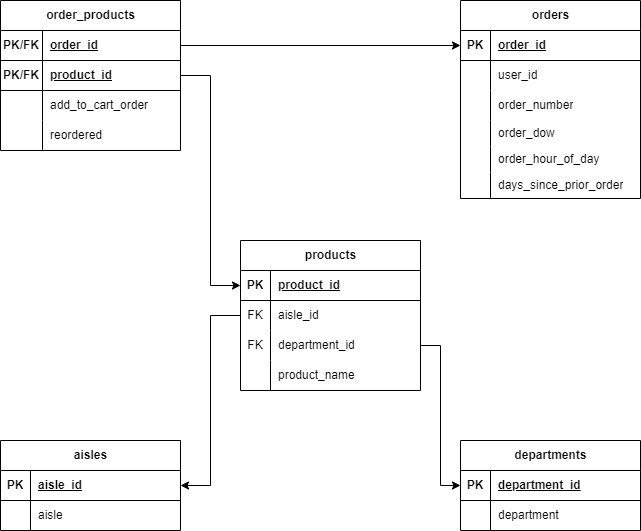 order_products
PK/FK order_id
PK/FK product_id
add_to_cart_order
reordered
orders
PK order_id
user_id
order_number
order_dow
order_hour_of_day
days_since_prior_order
products
PK product_id
FK aisle_id
FK department_id
product_name
aisles
PK aisle_id
aisle
departments
PK department_id
department